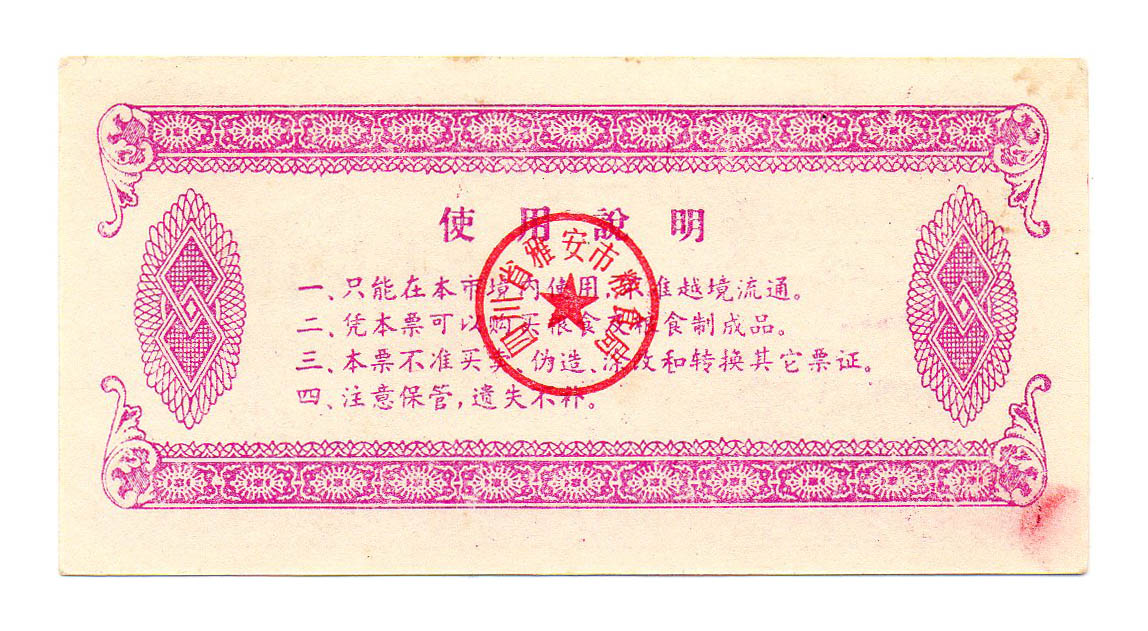 使用說明
一、只能在本市境内使用,不准越境流通。
二、凭本票可以购买粮食及粮食制成品。
三、本票不准买卖、伪造、涂改和转换其它票证。
四、注意保管,遗失不补。
四川省雅安市粮食局